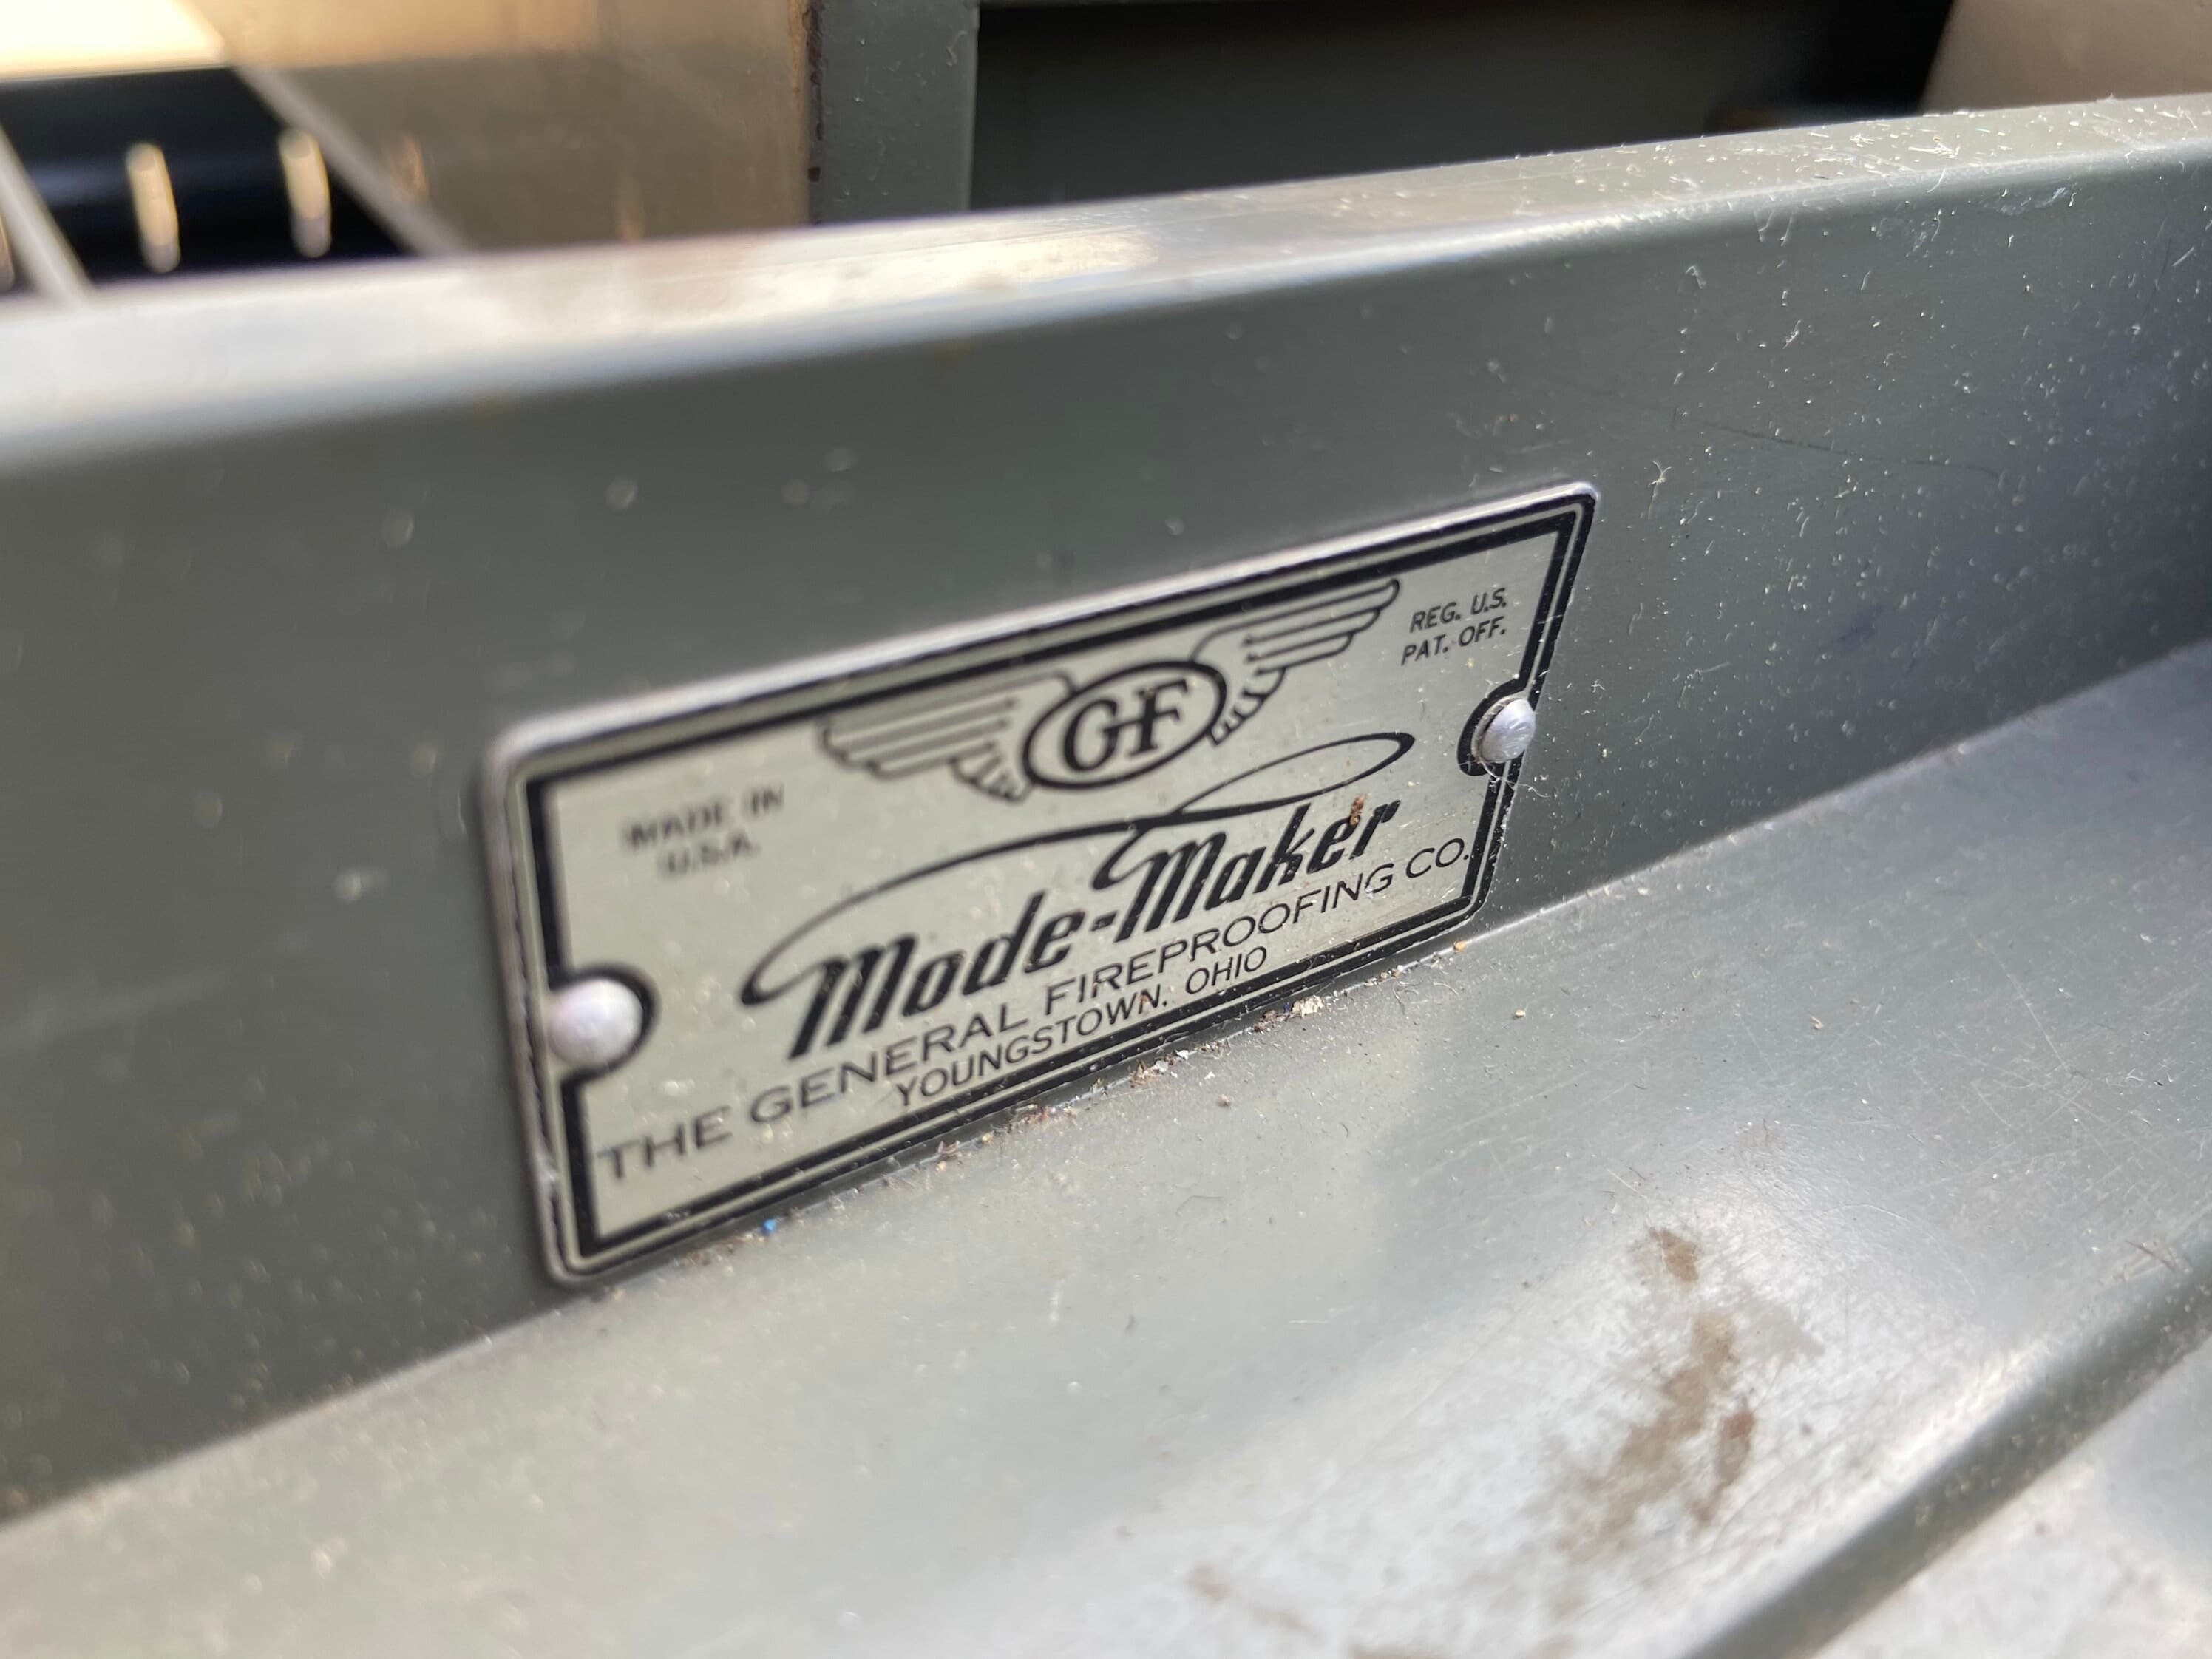 GF
REG. U.S.
PAT. OFF.
MADE IN
U.S.A.
Mode-Maker
THE GENERAL FIREPROOFING CO.
YOUNGSTOWN, OHIO